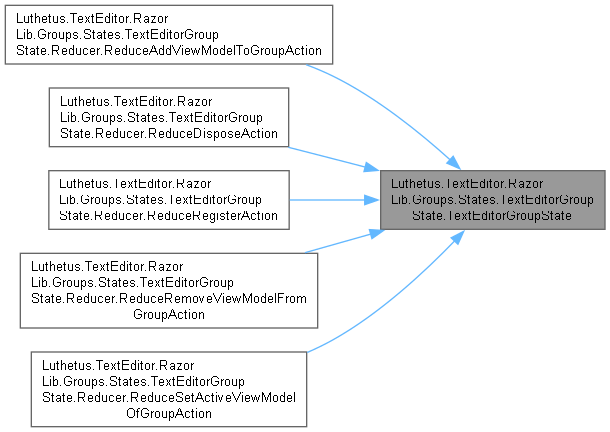 Luthetus.TextEditor.Razor
Lib.Groups.States.TextEditorGroup
State.Reducer.ReduceAddViewModelToGroupAction
Luthetus.TextEditor.Razor
Lib.Groups.States.TextEditorGroup
State.Reducer.ReduceDisposeAction
Luthetus.TextEditor.Razor
Lib.Groups.States.TextEditorGroup
State.Reducer.ReduceRegisterAction
Luthetus.TextEditor.Razor
Lib.Groups.States.TextEditorGroup
State.TextEditorGroupState
Luthetus.TextEditor.Razor
Lib.Groups.States.TextEditorGroup
State.Reducer.ReduceRemoveViewModelFrom
GroupAction
Luthetus.TextEditor.Razor
Lib.Groups.States.TextEditorGroup
State.Reducer.ReduceSetActiveViewModel
OfGroupAction